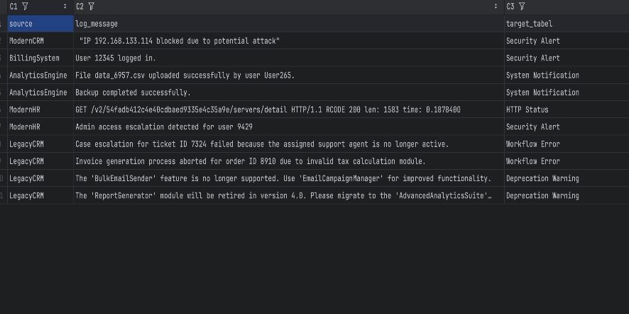 C1 C2 C3
source log_message target_tabel
ModernCRM "IP 192.168.133.114 blocked due to potential attack" Security Alert
BillingSystem User 12345 logged in. Security Alert
AnalyticsEngine File data_6957.csv uploaded successfully by user User265. System Notification
AnalyticsEngine Backup completed successfully. System Notification
ModernHR GET /v2/54fadb412c4e40cdbaed9335e4c35a9e/servers/detail HTTP/1.1 RCODE 200 len: 1583 time: 0.1878400 HTTP Status
ModernHR Admin access escalation detected for user 9429 Security Alert
LegacyCRM Case escalation for ticket ID 7324 failed because the assigned support agent is no longer active. Workflow Error
LegacyCRM Invoice generation process aborted for order ID 8910 due to invalid tax calculation module. Workflow Error
LegacyCRM The 'BulkEmailSender' feature is no longer supported. Use 'EmailCampaignManager' for improved functionality. Deprecation Warning
LegacyCRM The 'ReportGenerator' module will be retired in version 4.0. Please migrate to the 'AdvancedAnalyticsSuite'… Deprecation Warning